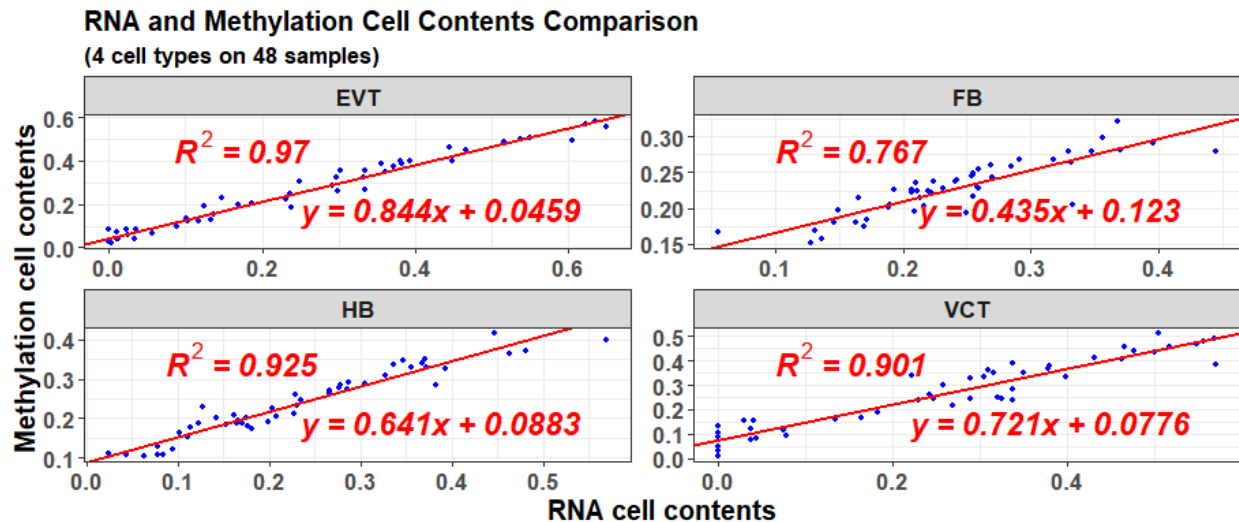 RNA and Methylation Cell Contents Comparison
(4 cell types on 48 samples)
Methylation cell contents
EVT
R² = 0.97
y = 0.844x + 0.0459
0.6
0.4
0.2
0.0
0.0 0.2 0.4 0.6
FB
R² = 0.767
y = 0.435x + 0.123
0.30
0.25
0.20
0.15
0.1 0.2 0.3 0.4
HB
R² = 0.925
y = 0.641x + 0.0883
0.4
0.3
0.2
0.1
0.0 0.1 0.2 0.3 0.4 0.5
VCT
R² = 0.901
y = 0.721x + 0.0776
0.5
0.4
0.3
0.2
0.1
0.0
0.0 0.2 0.4
RNA cell contents